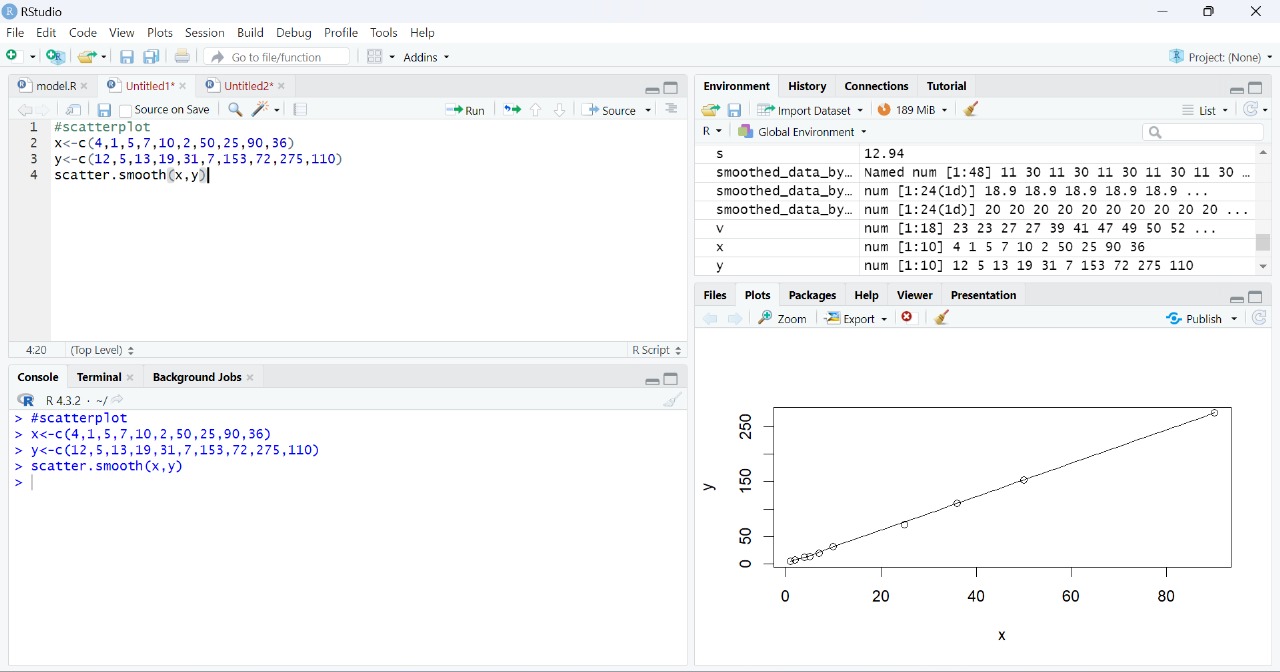 RStudio
File Edit Code View Plots Session Build Debug Profile Tools Help
Go to file/function Addins Project: (None)
model.R Untitled1* Untitled2*
Source on Save Run Source
1 #scatterplot
2 x<-c(4,1,5,7,10,2,50,25,90,36)
3 y<-c(12,5,13,19,31,7,153,72,275,110)
4 scatter.smooth(x,y)
4:20 (Top Level) R Script
Console Terminal Background Jobs
R 4.3.2 · ~/
> #scatterplot
> x<-c(4,1,5,7,10,2,50,25,90,36)
> y<-c(12,5,13,19,31,7,153,72,275,110)
> scatter.smooth(x,y)
>
Environment History Connections Tutorial
Import Dataset 189 MiB List
R Global Environment
s 12.94
smoothed_data_by… Named num [1:48] 11 30 11 30 11 30 11 30 11 30 …
smoothed_data_by… num [1:24(1d)] 18.9 18.9 18.9 18.9 18.9 ...
smoothed_data_by… num [1:24(1d)] 20 20 20 20 20 20 20 20 20 20 ...
v num [1:18] 23 23 27 27 39 41 47 49 50 52 ...
x num [1:10] 4 1 5 7 10 2 50 25 90 36
y num [1:10] 12 5 13 19 31 7 153 72 275 110
Files Plots Packages Help Viewer Presentation
Zoom Export Publish
250
150
50
0
y
0 20 40 60 80
x